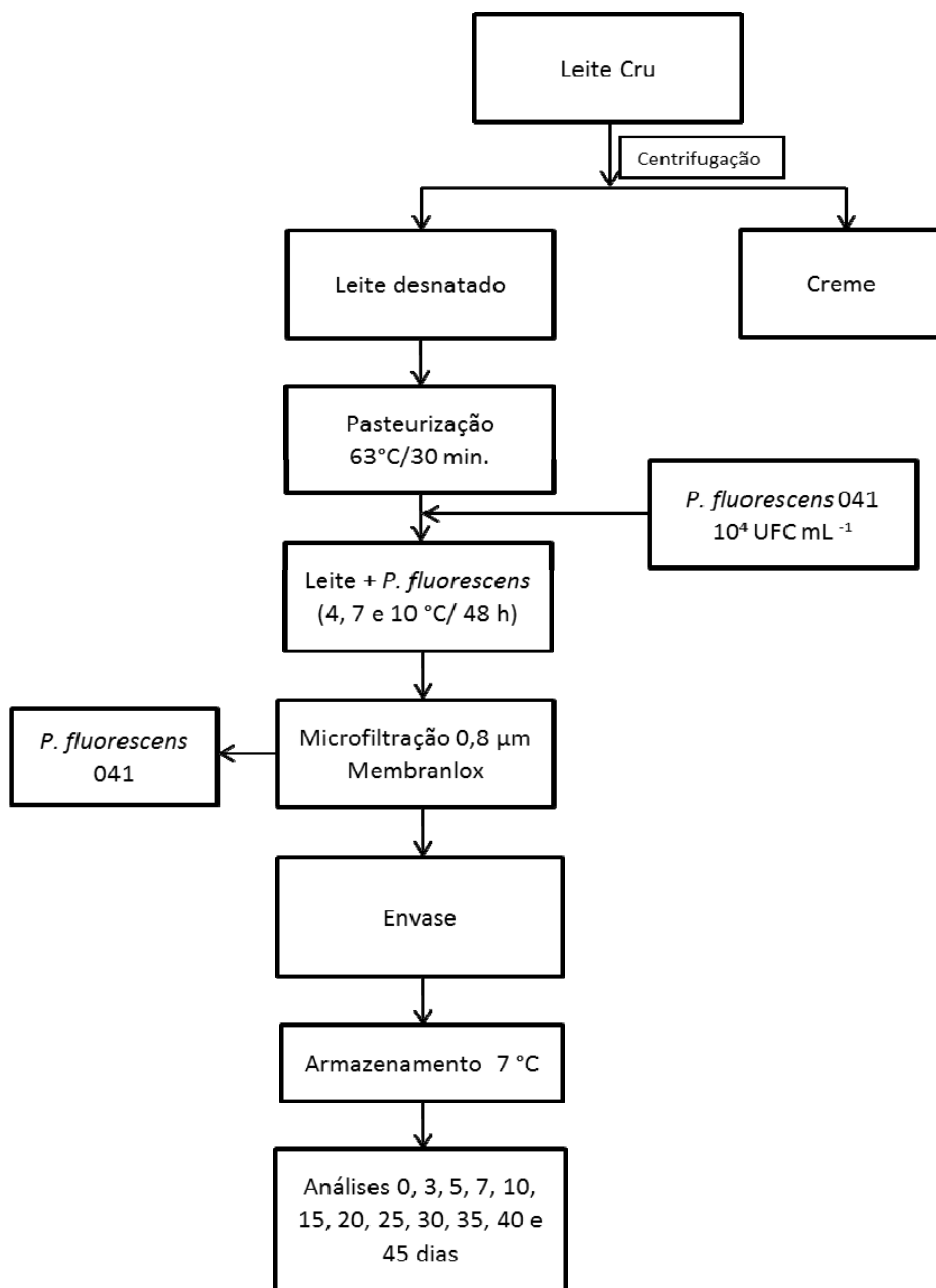 Leite Cru
Centrifugação
Leite desnatado
Creme
Pasteurização
63°C/30 min.
P. fluorescens 041
10⁴ UFC mL ⁻¹
Leite + P. fluorescens
(4, 7 e 10 °C/ 48 h)
Microfiltração 0,8 µm
Membranlox
P. fluorescens
041
Envase
Armazenamento 7 °C
Análises 0, 3, 5, 7, 10,
15, 20, 25, 30, 35, 40 e
45 dias